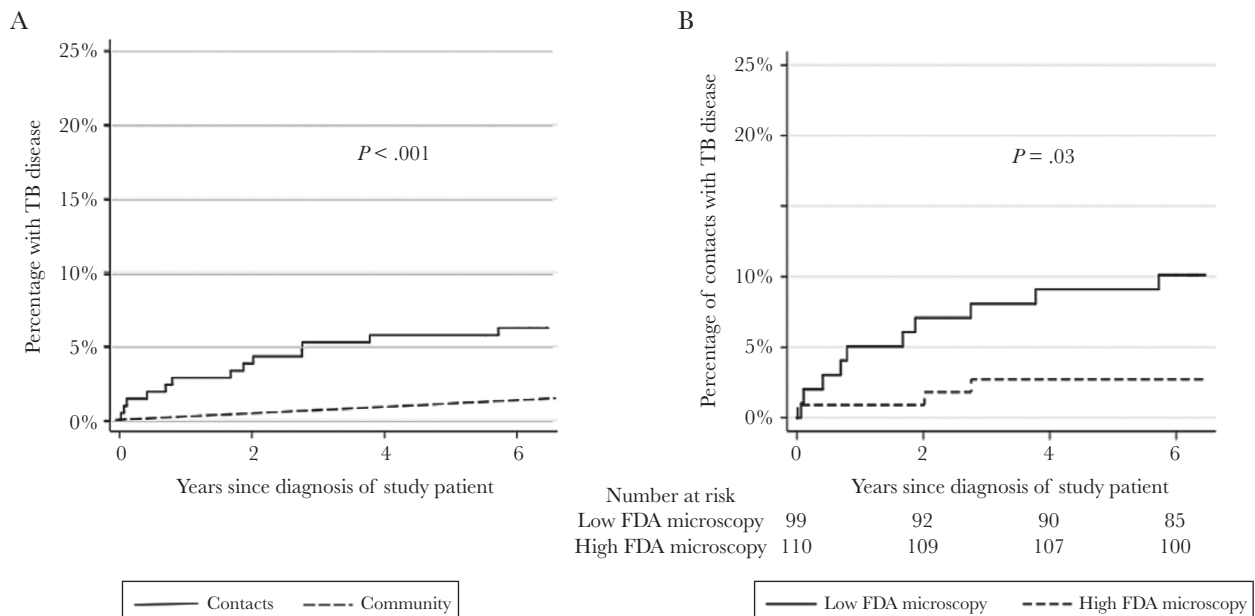 A
25%
20%
15%
10%
5%
0%
Percentage with TB disease
P < .001
0 2 4 6
Years since diagnosis of study patient
Contacts Community
B
25%
20%
10%
5%
0%
Percentage of contacts with TB disease
P = .03
0 2 4 6
Years since diagnosis of study patient
Number at risk
Low FDA microscopy 99 92 90 85
High FDA microscopy 110 109 107 100
Low FDA microscopy High FDA microscopy